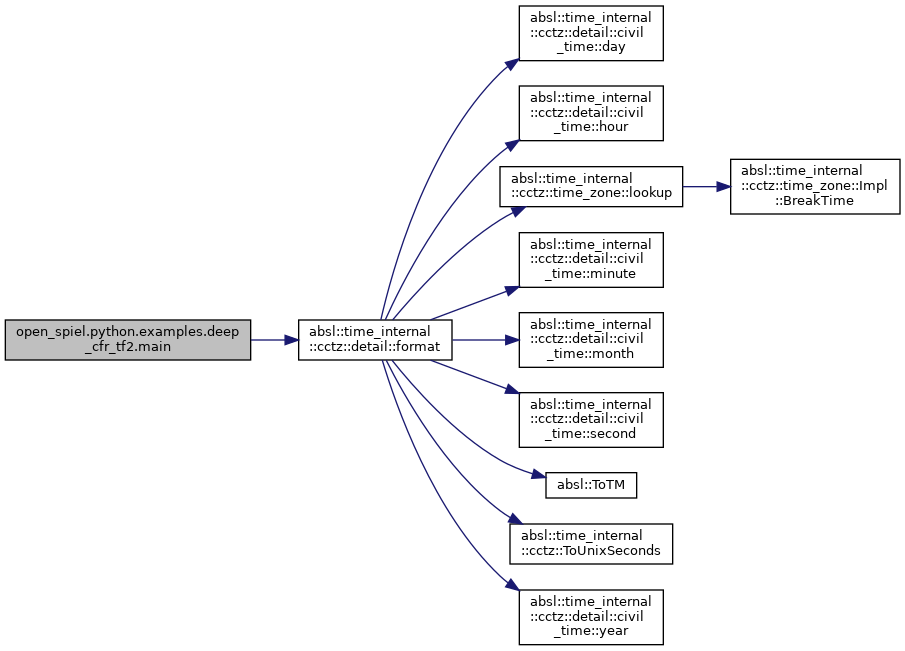 absl::time_internal
::cctz::detail::civil
_time::day
absl::time_internal
::cctz::detail::civil
_time::hour
absl::time_internal
::cctz::time_zone::lookup
absl::time_internal
::cctz::time_zone::Impl
::BreakTime
absl::time_internal
::cctz::detail::civil
_time::minute
open_spiel.python.examples.deep
_cfr_tf2.main
absl::time_internal
::cctz::detail::format
absl::time_internal
::cctz::detail::civil
_time::month
absl::time_internal
::cctz::detail::civil
_time::second
absl::ToTM
absl::time_internal
::cctz::ToUnixSeconds
absl::time_internal
::cctz::detail::civil
_time::year